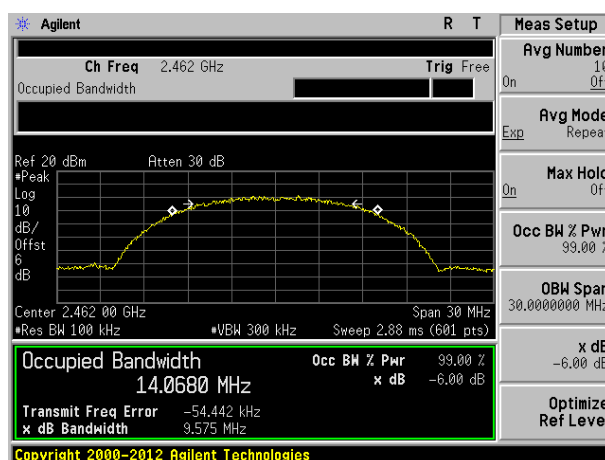 Agilent R T
Meas Setup
Ch Freq 2.462 GHz Trig Free
Occupied Bandwidth
Avg Number
10
On Of
Avg Mode
Exp Repeat
Ref 20 dBm Atten 30 dB
#Peak
Log
10
dB/
Offst
6
dB
Max Hold
On Of
Occ BW % Pwr
99.00 %
OBW Span
30.0000000 MHz
Center 2.462 00 GHz Span 30 MHz
#Res BW 100 kHz #VBW 300 kHz Sweep 2.88 ms (601 pts)
x dB
-6.00 dB
Occupied Bandwidth Occ BW % Pwr 99.00 %
14.0680 MHz x dB -6.00 dB
Transmit Freq Error -54.442 kHz
x dB Bandwidth 9.575 MHz
Optimize
Ref Level
Copyright 2000-2012 Agilent Technologies